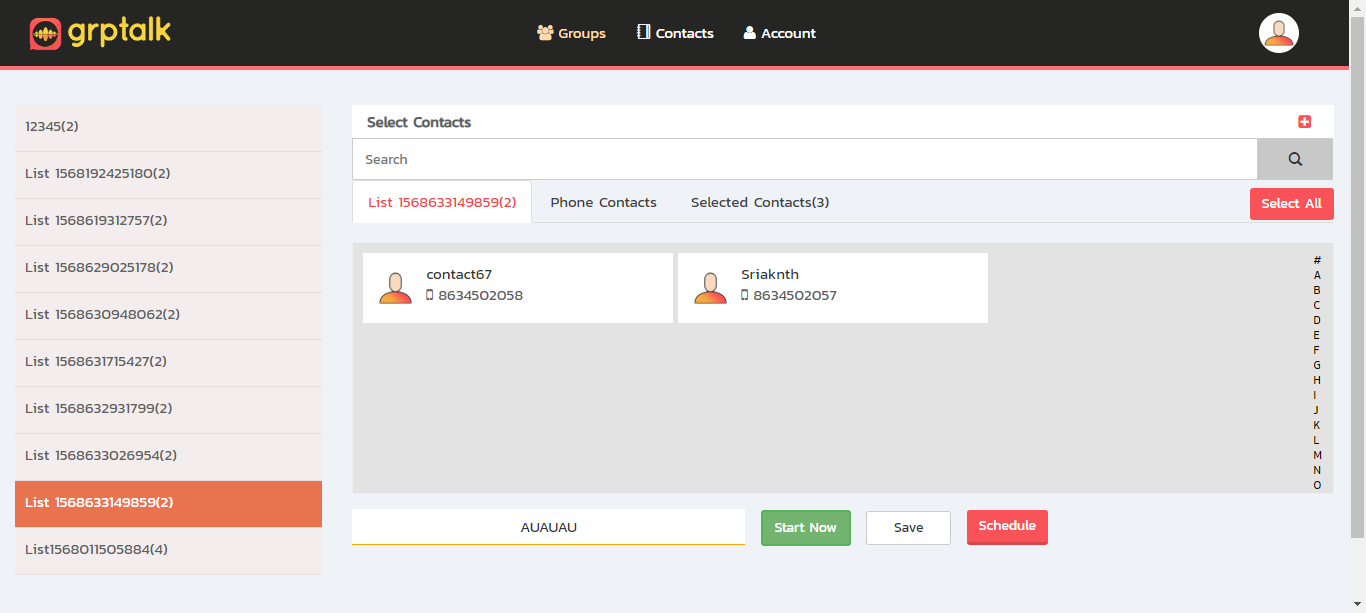 grptalk
Groups
Contacts
Account
12345(2)
List 1568192425180(2)
List 1568619312757(2)
List 1568629025178(2)
List 1568630948062(2)
List 1568631715427(2)
List 1568632931799(2)
List 1568633026954(2)
List 1568633149859(2)
List1568011505884(4)
Select Contacts
Search
List 1568633149859(2)
Phone Contacts
Selected Contacts(3)
Select All
contact67
8634502058
Sriaknth
8634502057
#
A
B
C
D
E
F
G
H
I
J
K
L
M
N
O
AUAUAU
Start Now
Save
Schedule